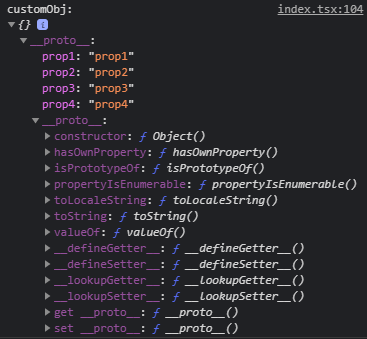 customObj: index.tsx:104
▼{} i
▼__proto__:
prop1: "prop1"
prop2: "prop2"
prop3: "prop3"
prop4: "prop4"
▼__proto__:
▶constructor: ƒ Object()
▶hasOwnProperty: ƒ hasOwnProperty()
▶isPrototypeOf: ƒ isPrototypeOf()
▶propertyIsEnumerable: ƒ propertyIsEnumerable()
▶toLocaleString: ƒ toLocaleString()
▶toString: ƒ toString()
▶valueOf: ƒ valueOf()
▶__defineGetter__: ƒ __defineGetter__()
▶__defineSetter__: ƒ __defineSetter__()
▶__lookupGetter__: ƒ __lookupGetter__()
▶__lookupSetter__: ƒ __lookupSetter__()
▶get __proto__: ƒ __proto__()
▶set __proto__: ƒ __proto__()